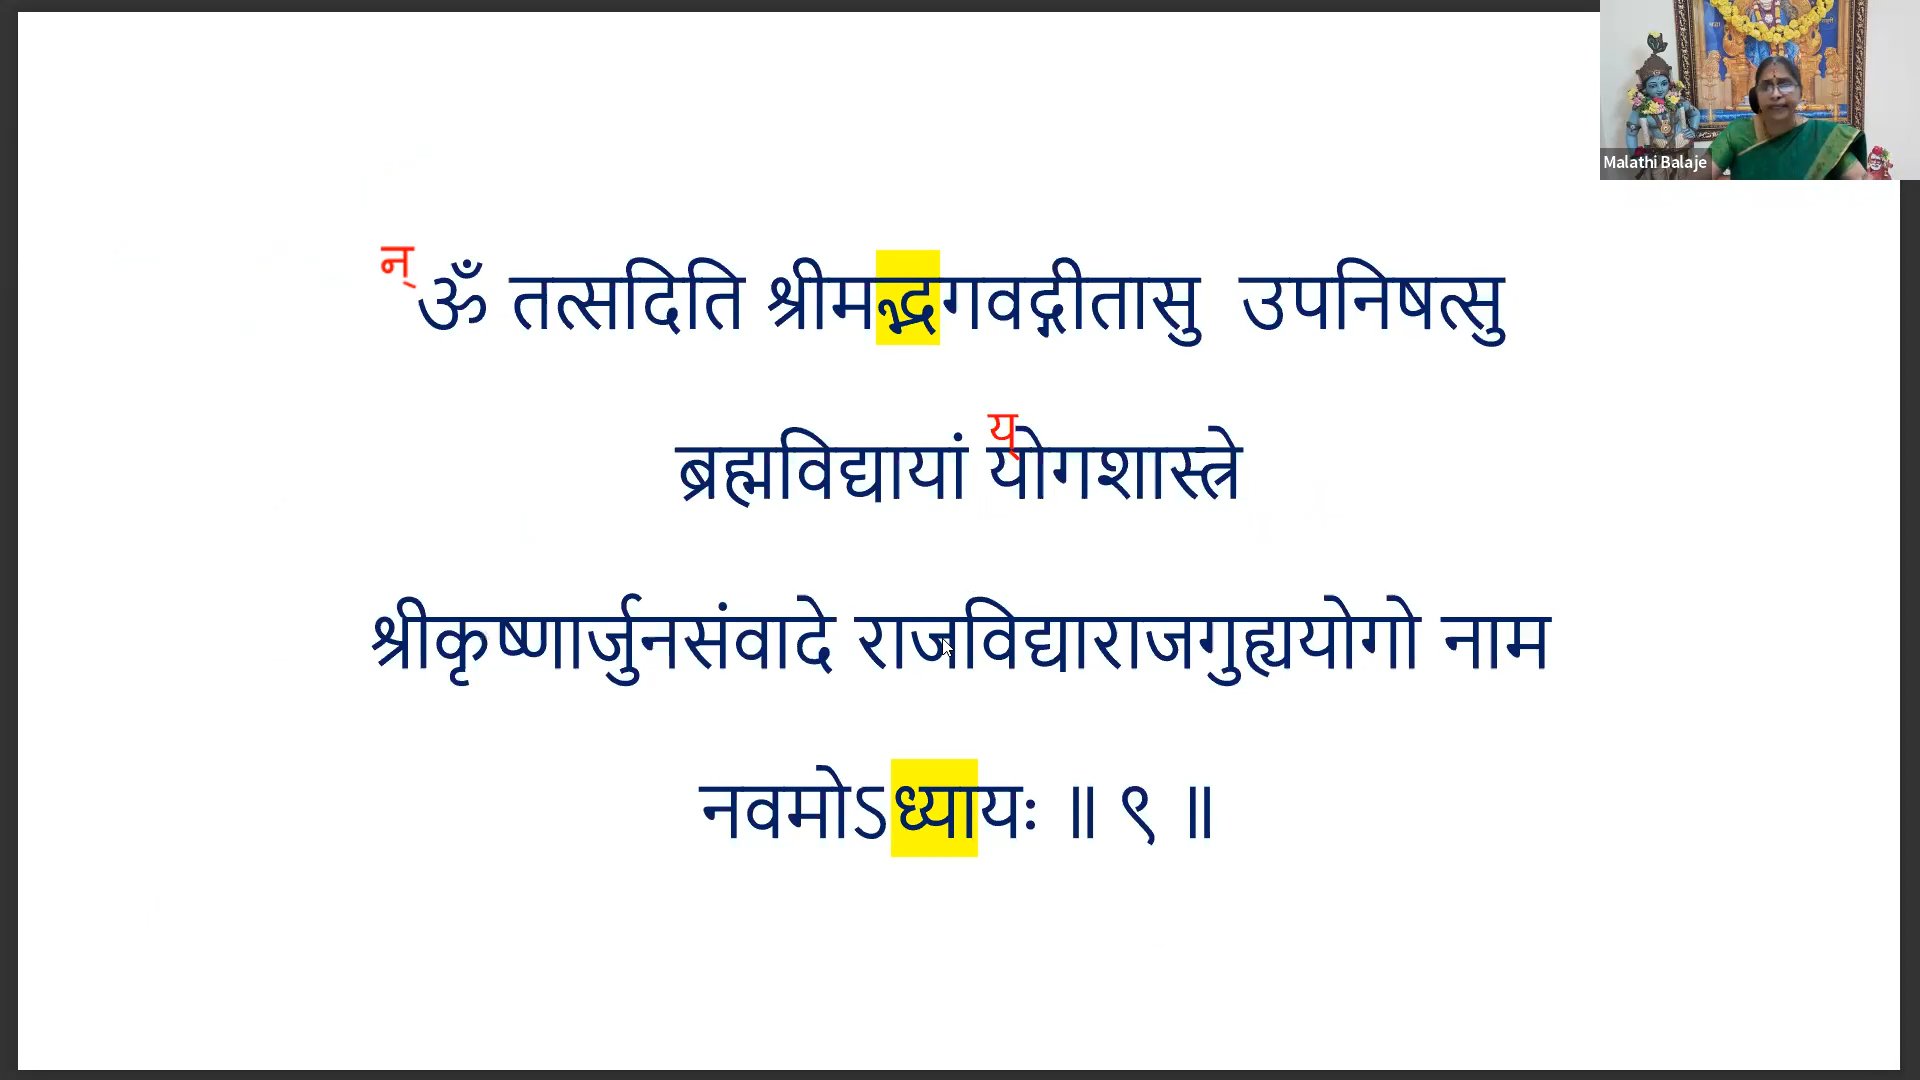 Malathi Balaje
न्
ॐ तत्सदिति श्रीमद्भगवद्गीतासु उपनिषत्सु
य्
ब्रह्मविद्यायां योगशास्त्रे
श्रीकृष्णार्जुनसंवादे राजविद्याराजगुह्ययोगो नाम
नवमोऽध्यायः ॥ ९ ॥